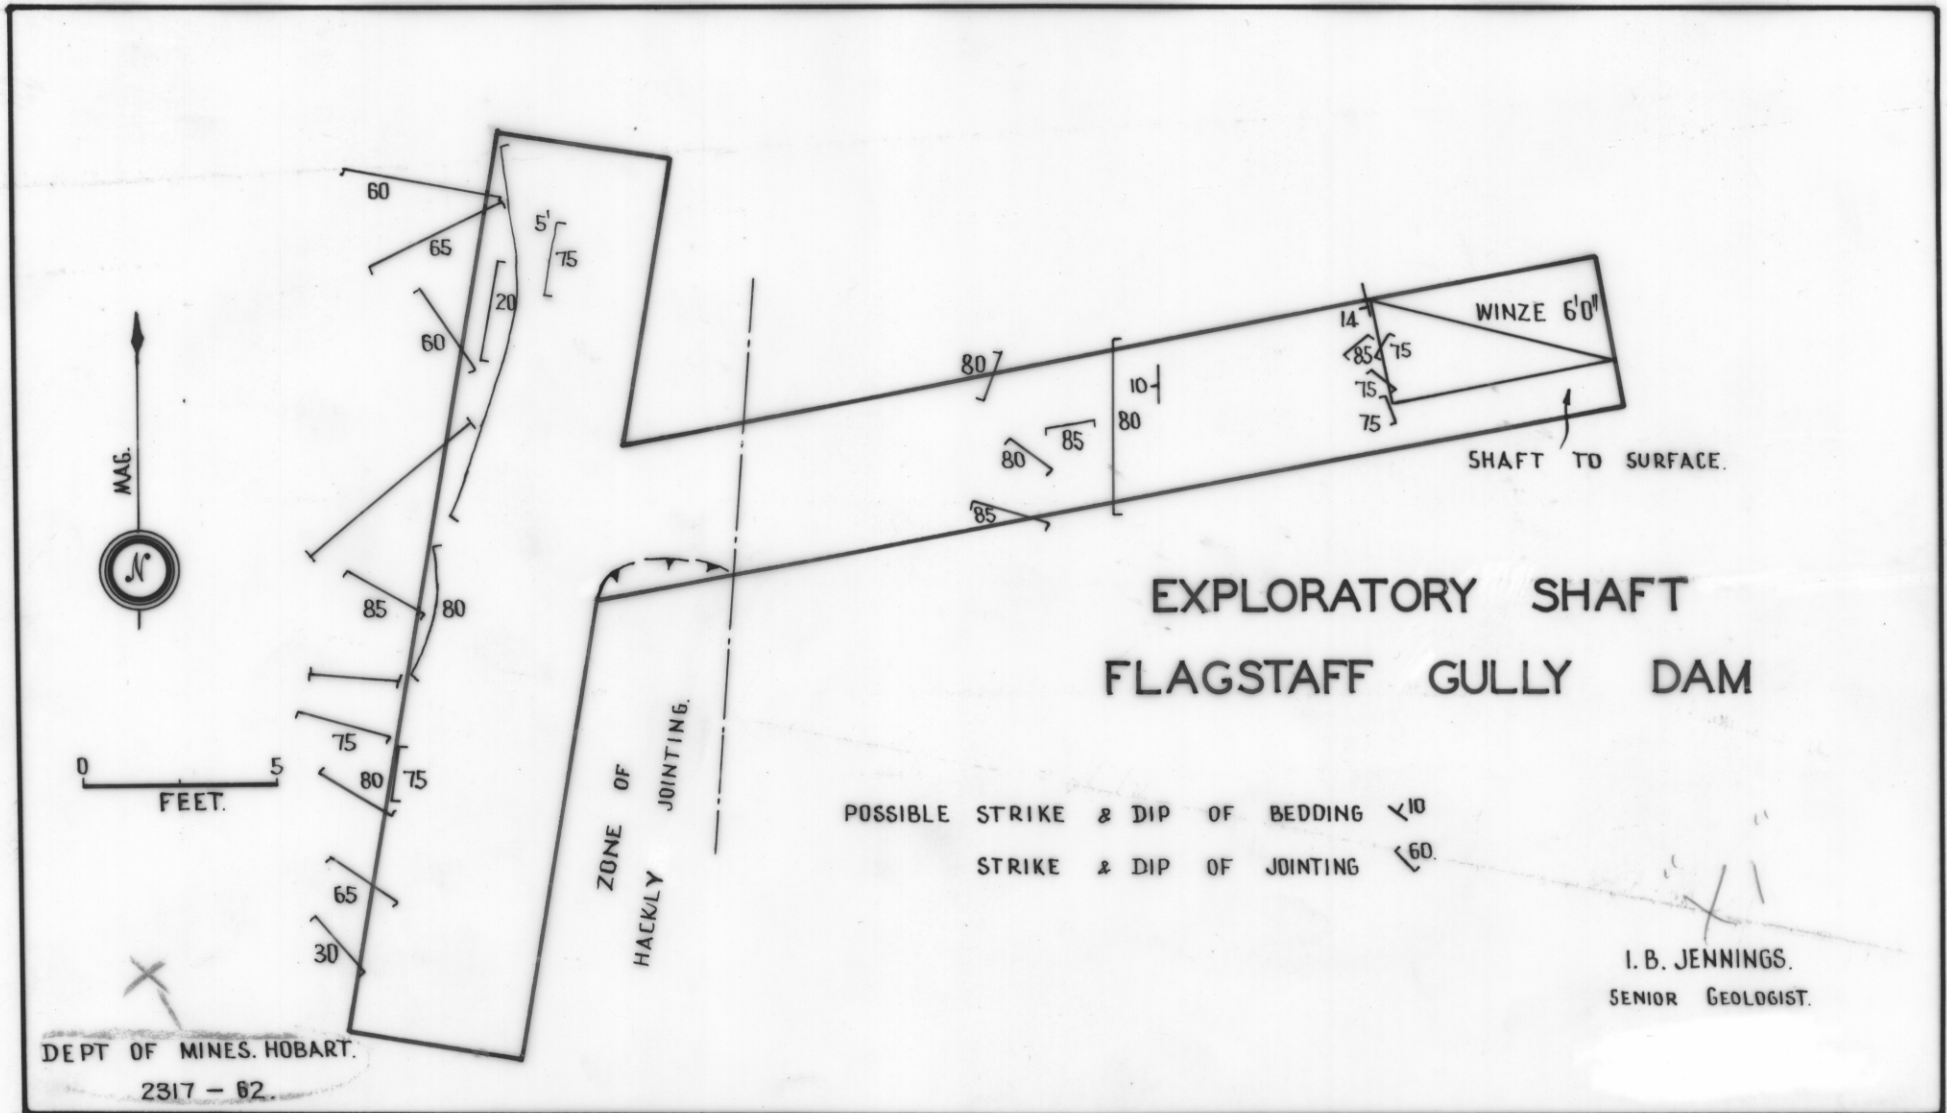 60
65
5'
75
20
60
WINZE 6'0"
14
85
75
75
75
80
10
80
85
80
85
SHAFT TO SURFACE.
MAG.
N
85
80
75
80
75
65
30
0 5
FEET.
ZONE OF
HACKLY JOINTING.
EXPLORATORY SHAFT
FLAGSTAFF GULLY DAM
POSSIBLE STRIKE & DIP OF BEDDING 10
STRIKE & DIP OF JOINTING 60.
I. B. JENNINGS.
SENIOR GEOLOGIST.
DEPT OF MINES. HOBART.
2317 — 62.